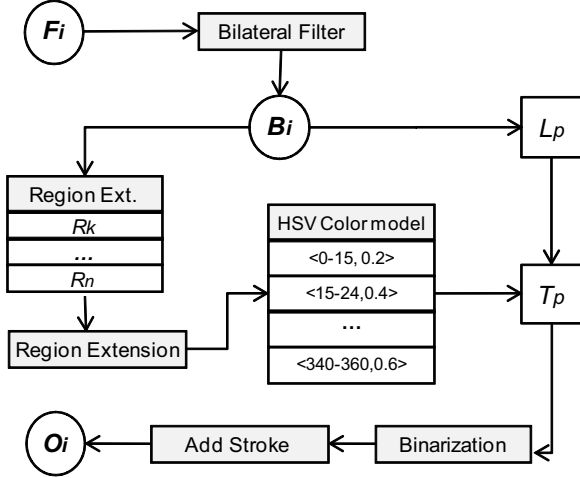 Fi
Bilateral Filter
Bi
Lp
Region Ext.
Rk
...
Rn
HSV Color model
<0-15, 0.2>
<15-24,0.4>
...
<340-360,0.6>
Tp
Region Extension
Oi
Add Stroke
Binarization